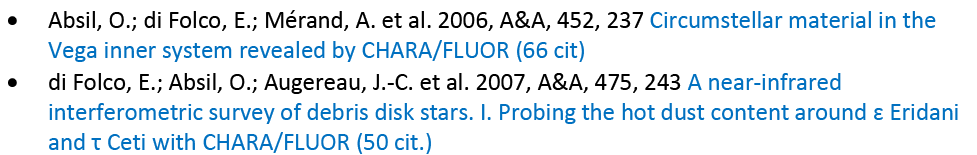 • Absil, O.; di Folco, E.; Mérand, A. et al. 2006, A&A, 452, 237 Circumstellar material in the
Vega inner system revealed by CHARA/FLUOR (66 cit)
• di Folco, E.; Absil, O.; Augereau, J.-C. et al. 2007, A&A, 475, 243 A near-infrared
interferometric survey of debris disk stars. I. Probing the hot dust content around ε Eridani
and τ Ceti with CHARA/FLUOR (50 cit.)